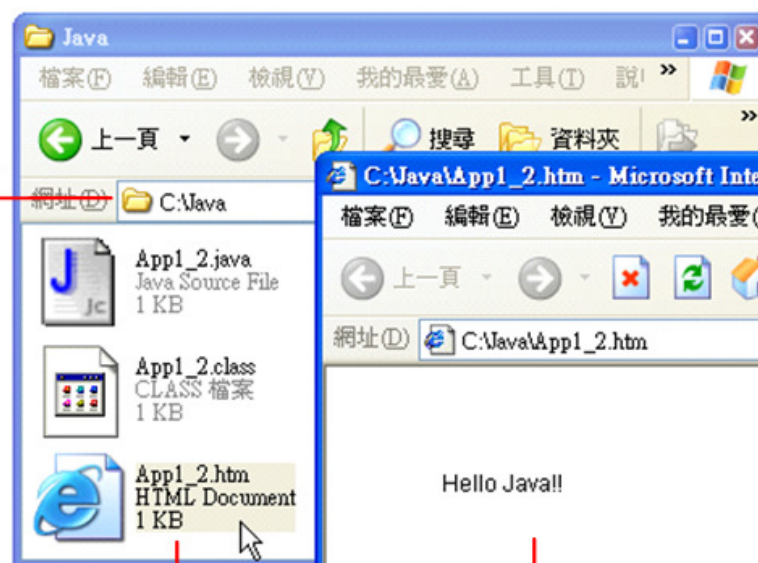 Java
檔案(F) 編輯(E) 檢視(V) 我的最愛(A) 工具(T)
上一頁 搜尋 資料夾
網址(D) C:\Java
App1_2.java
Java Source File
1 KB
App1_2.class
CLASS 檔案
1 KB
App1_2.htm
HTML Document
1 KB
C:\Java\App1_2.htm - Microsoft
檔案(F) 編輯(E) 檢視(V) 我的最愛(
上一頁
網址(D) C:\Java\App1_2.htm
Hello Java!!